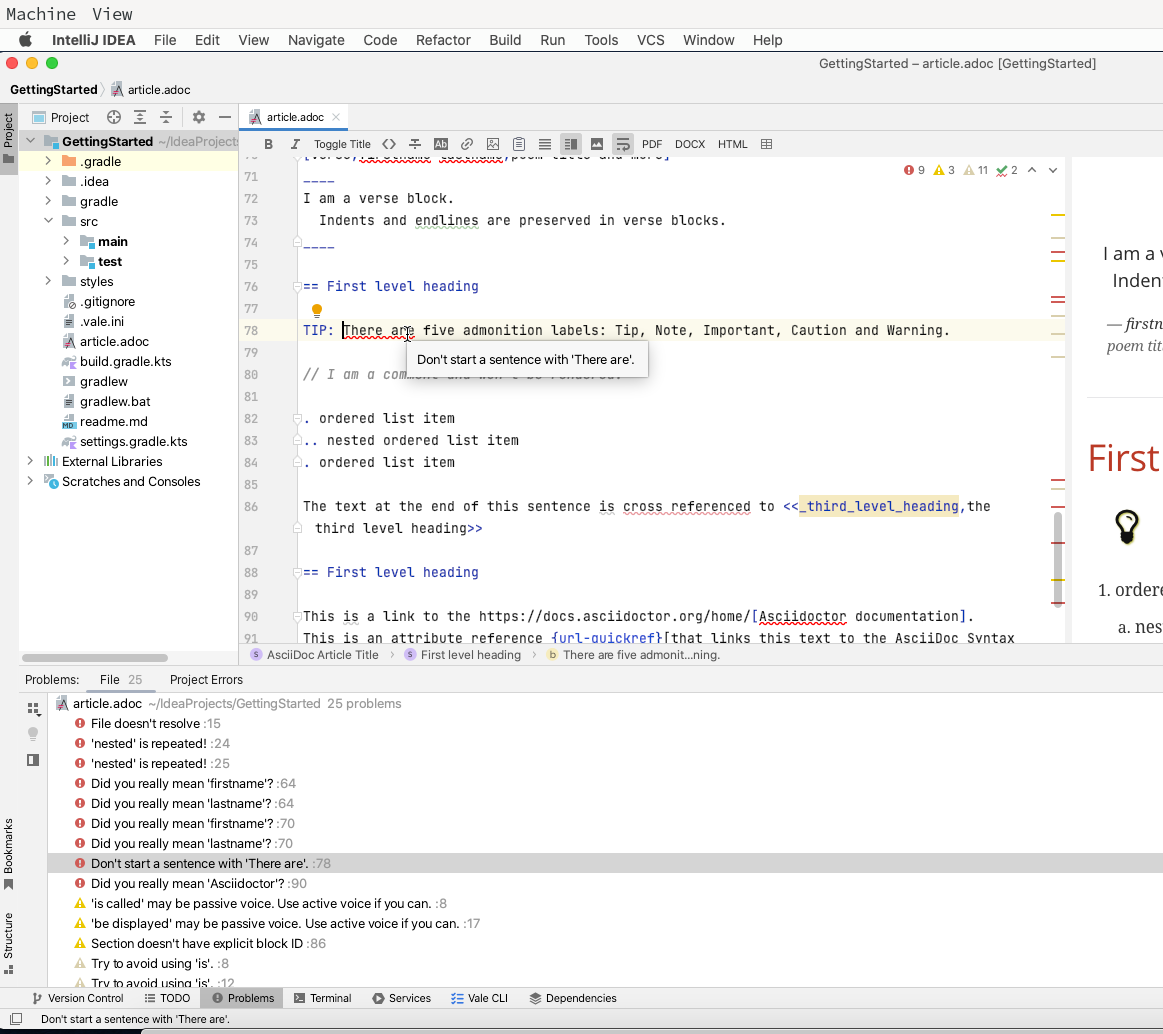 Machine View
IntelliJ IDEA File Edit View Navigate Code Refactor Build Run Tools VCS Window Help
GettingStarted – article.adoc [GettingStarted]
GettingStarted article.adoc
Project
Project
GettingStarted ~/IdeaProjects
.gradle
.idea
gradle
src
main
test
styles
.gitignore
.vale.ini
article.adoc
build.gradle.kts
gradlew
gradlew.bat
readme.md
settings.gradle.kts
External Libraries
Scratches and Consoles
article.adoc
B I Toggle Title Ab PDF DOCX HTML
9 3 11 2
70 [verse,firstname lastname,poem title and more]
71 ____
72 I am a verse block.
73 Indents and endlines are preserved in verse blocks.
74 ____
75
76 == First level heading
77
78 TIP: There are five admonition labels: Tip, Note, Important, Caution and Warning.
Don't start a sentence with 'There are'.
79
80 // I am a comment and won't be rendered.
81
82 . ordered list item
83 .. nested ordered list item
84 . ordered list item
85
86 The text at the end of this sentence is cross referenced to <<_third_level_heading,the
third level heading>>
87
88 == First level heading
89
90 This is a link to the https://docs.asciidoctor.org/home/[Asciidoctor documentation].
91 This is an attribute reference {url-quickref}[that links this text to the AsciiDoc Syntax
I am a v
Indent
— firstn
poem titl
First
1. ordere
a. nes
AsciiDoc Article Title First level heading There are five admonit...ning.
Problems: File 25 Project Errors
article.adoc ~/IdeaProjects/GettingStarted 25 problems
File doesn't resolve :15
'nested' is repeated! :24
'nested' is repeated! :25
Did you really mean 'firstname'? :64
Did you really mean 'lastname'? :64
Did you really mean 'firstname'? :70
Did you really mean 'lastname'? :70
Don't start a sentence with 'There are'. :78
Did you really mean 'Asciidoctor'? :90
'is called' may be passive voice. Use active voice if you can. :8
'be displayed' may be passive voice. Use active voice if you can. :17
Section doesn't have explicit block ID :86
Try to avoid using 'is'. :8
Try to avoid using 'is'. :12
Bookmarks
Structure
Version Control TODO Problems Terminal Services Vale CLI Dependencies
Don't start a sentence with 'There are'.